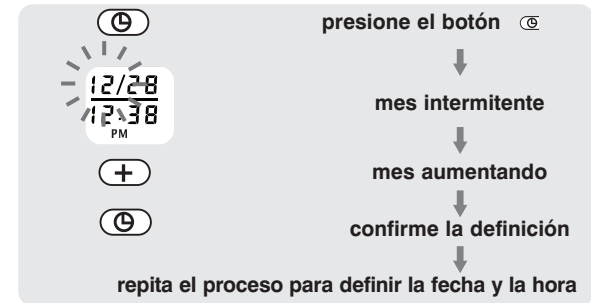 presione el botón
12/28
12:38
PM
mes intermitente
+
mes aumentando
confirme la definición
repita el proceso para definir la fecha y la hora